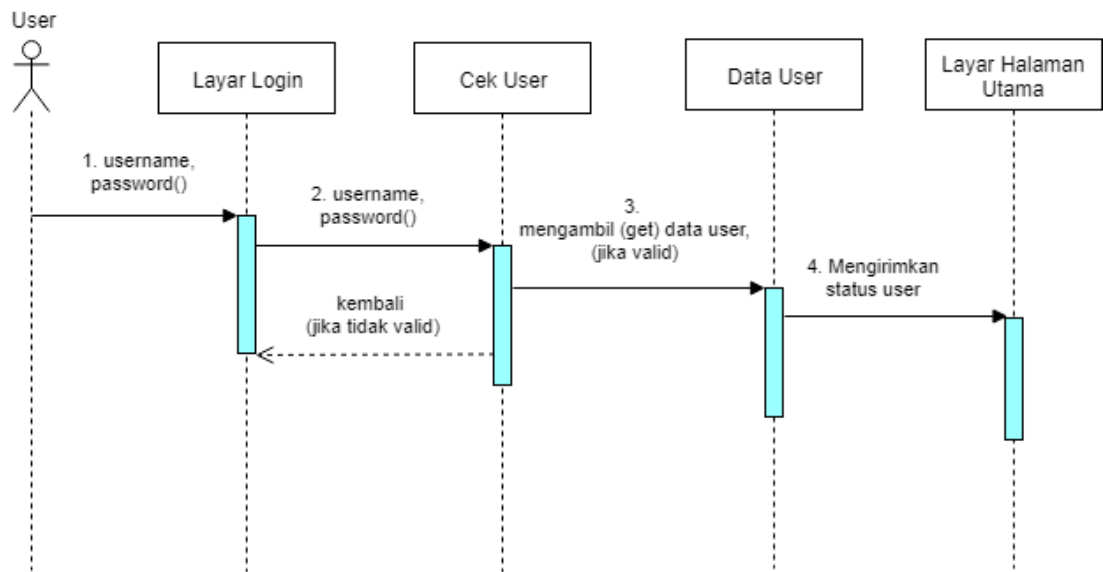 User
Layar Login
Cek User
Data User
Layar Halaman
Utama
1. username,
password()
2. username,
password()
3.
mengambil (get) data user,
(jika valid)
4. Mengirimkan
status user
kembali
(jika tidak valid)